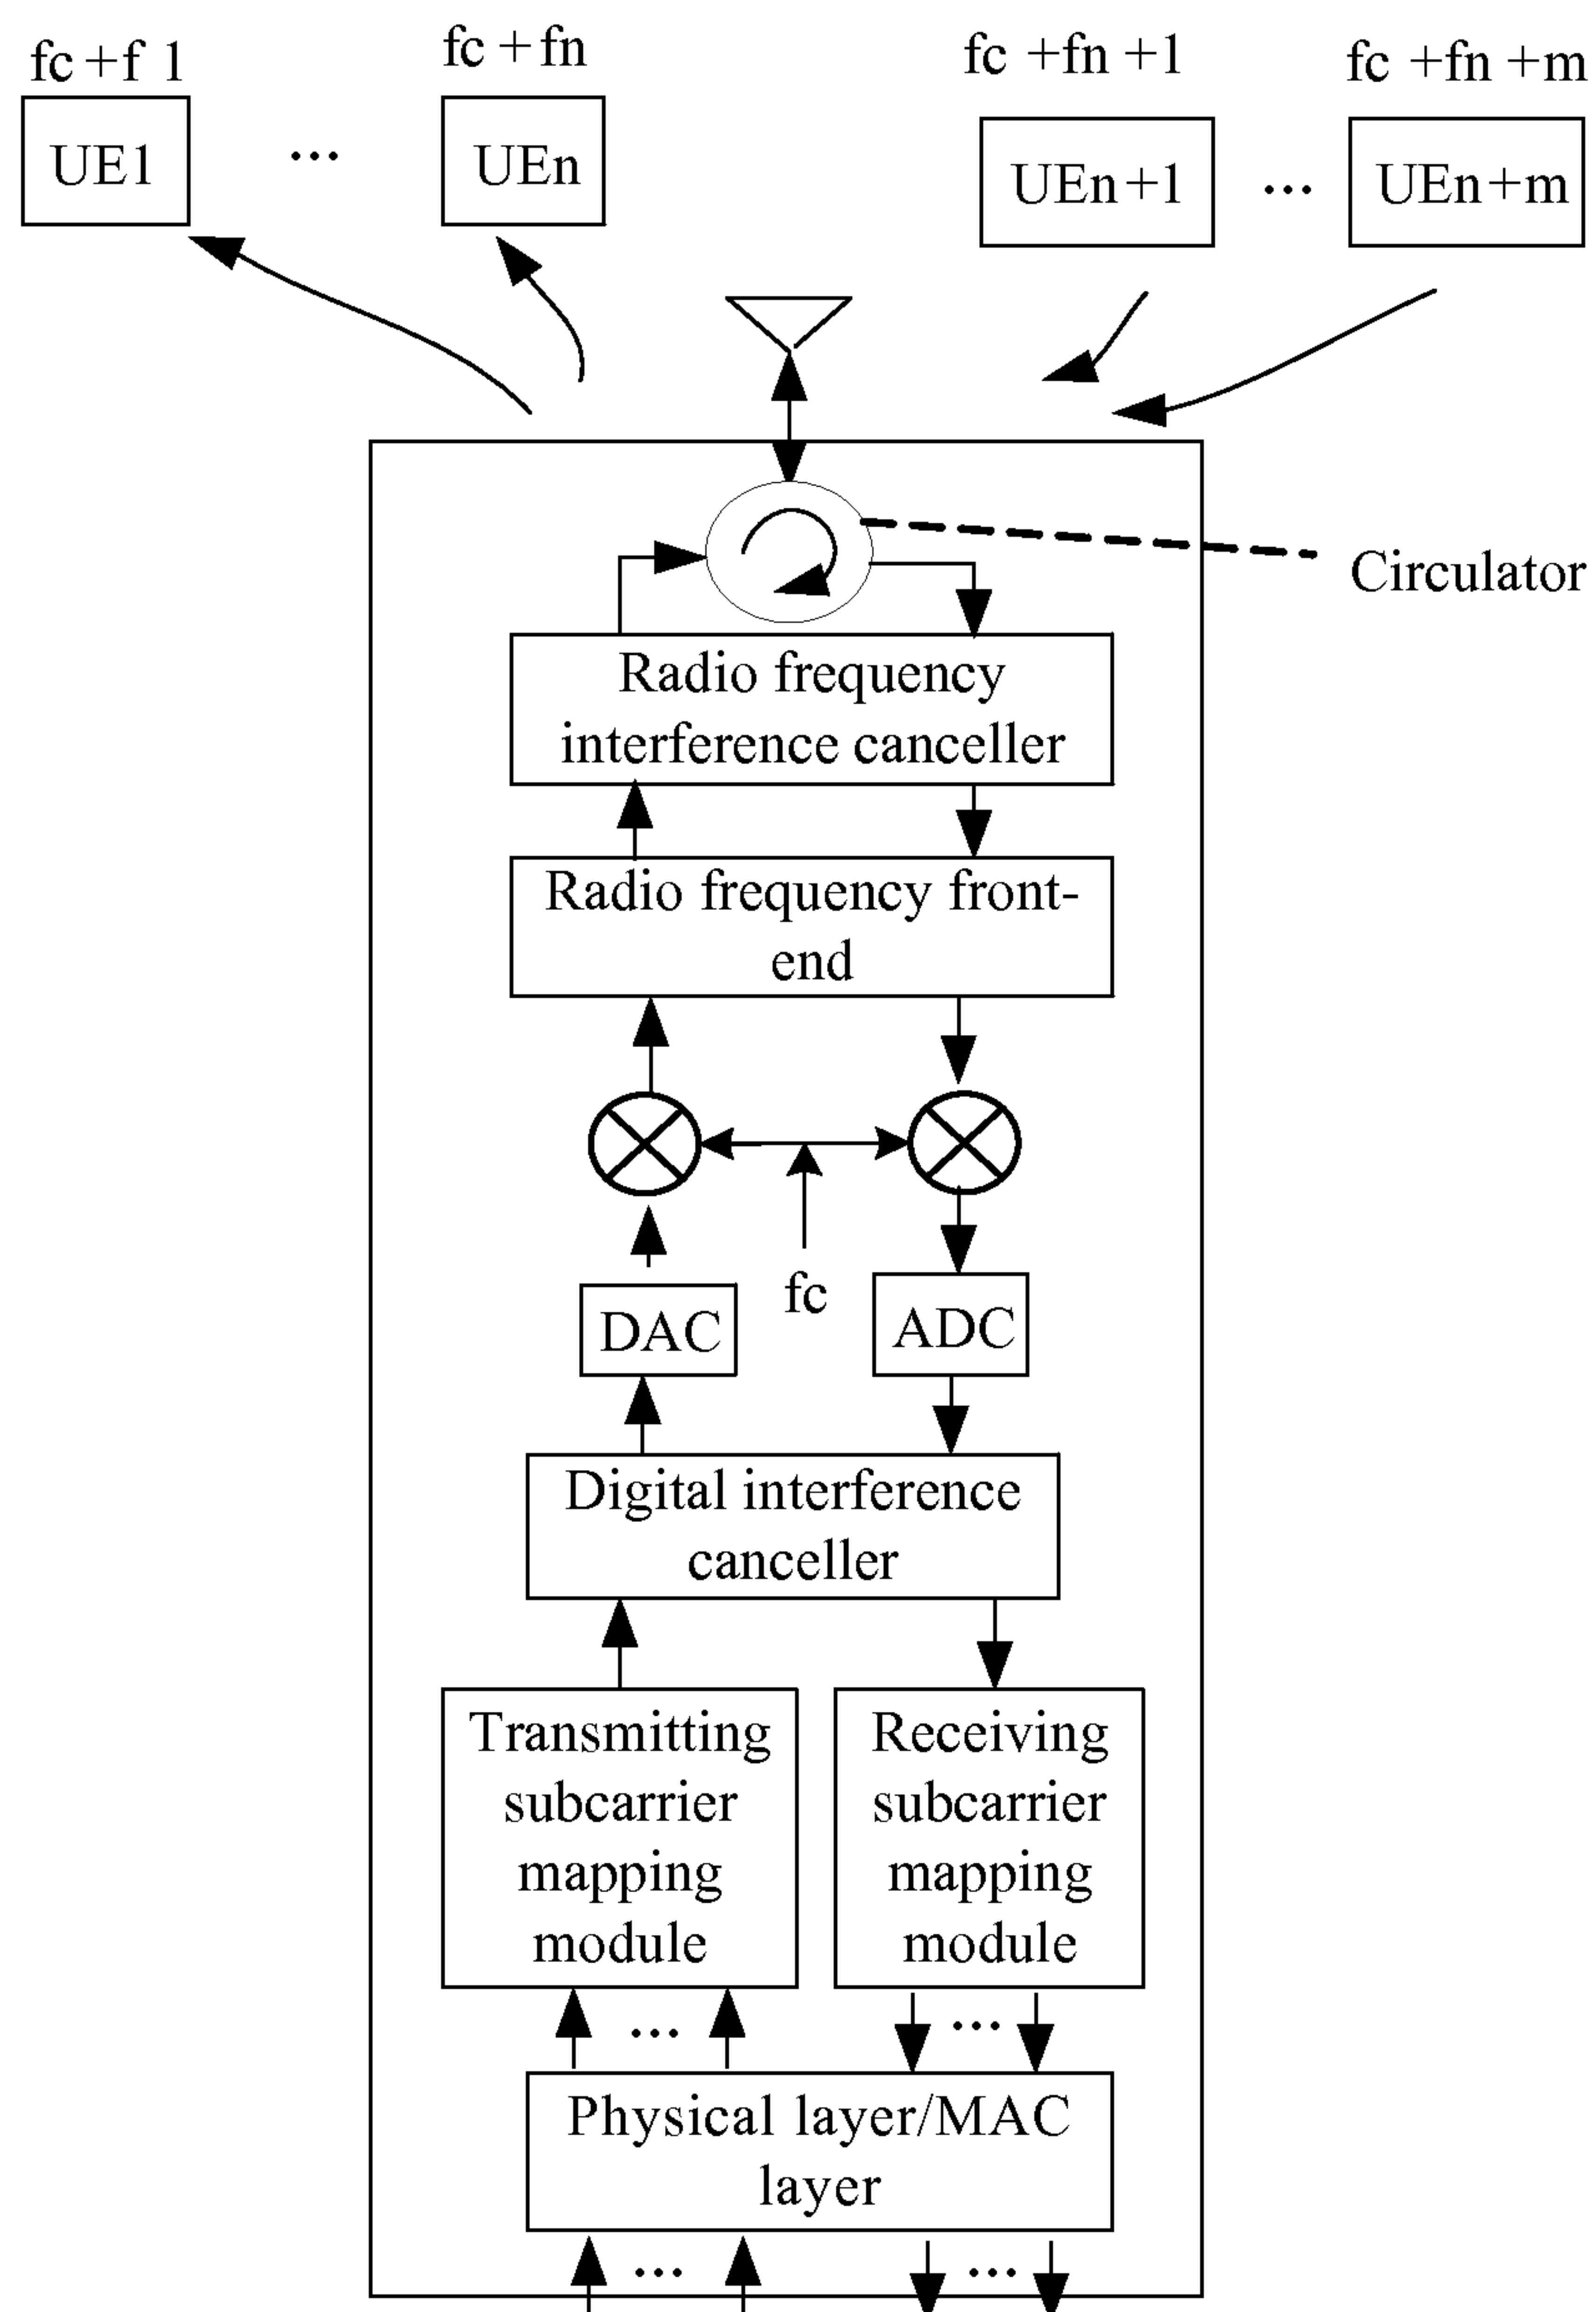 fc+f 1
fc+fn
fc +fn +1
fc +fn +m
UE1
...
UEn
UEn+1
...
UEn+m
Circulator
Radio frequency
interference canceller
Radio frequency front-
end
fc
DAC
ADC
Digital interference
canceller
Transmitting
subcarrier
mapping
module
Receiving
subcarrier
mapping
module
...
...
Physical layer/MAC
layer
...
...